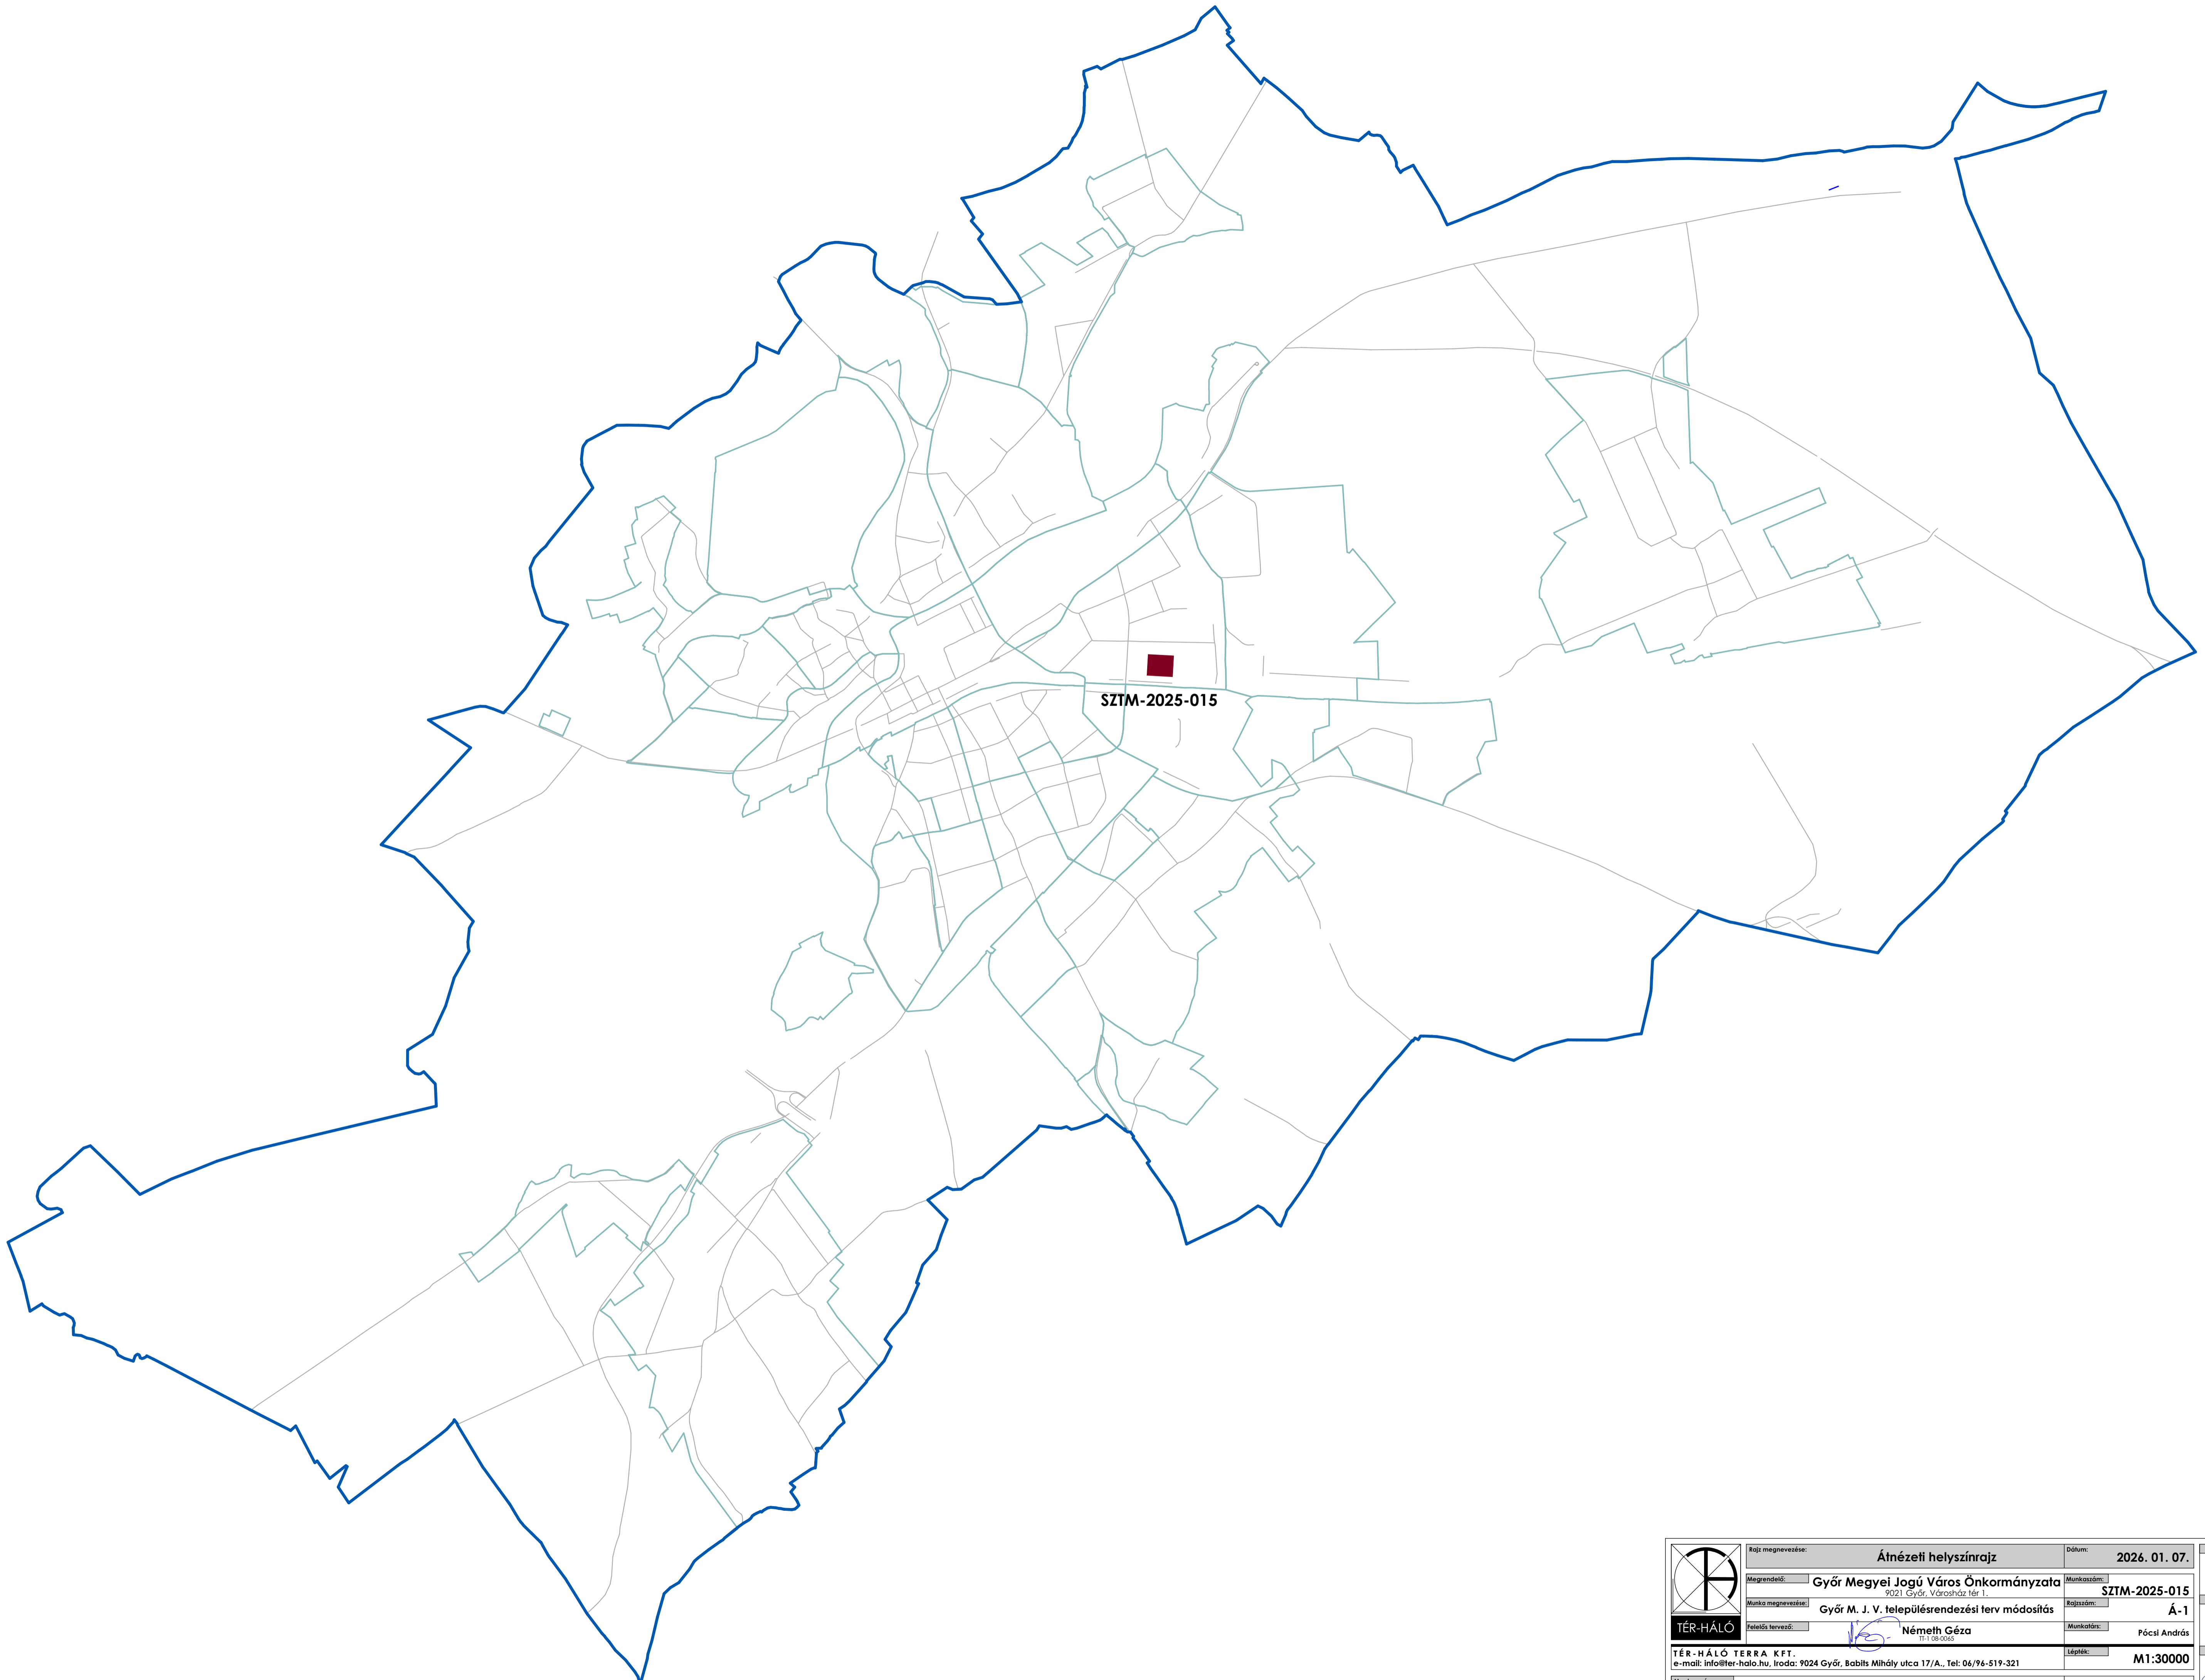 SZTM-2025-015
Rajz megnevezése:
Átnézeti helyszínrajz
Dátum:
2026. 01. 07.
Megrendelő:
Győr Megyei Jogú Város Önkormányzata
9021 Győr, Városház tér 1.
Munkaszám:
SZTM-2025-015
Munka megnevezése:
Győr M. J. V. településrendezési terv módosítás
Rajzszám:
Á-1
TÉR-HÁLÓ
Felelős tervező:
Németh Géza
TT-1 08-0065
Munkatárs:
Pócsi András
TÉR-HÁLÓ TERRA KFT.
e-mail: info@ter-halo.hu, Iroda: 9024 Győr, Babits Mihály utca 17/A., Tel: 06/96-519-321
Lépték:
M1:30000